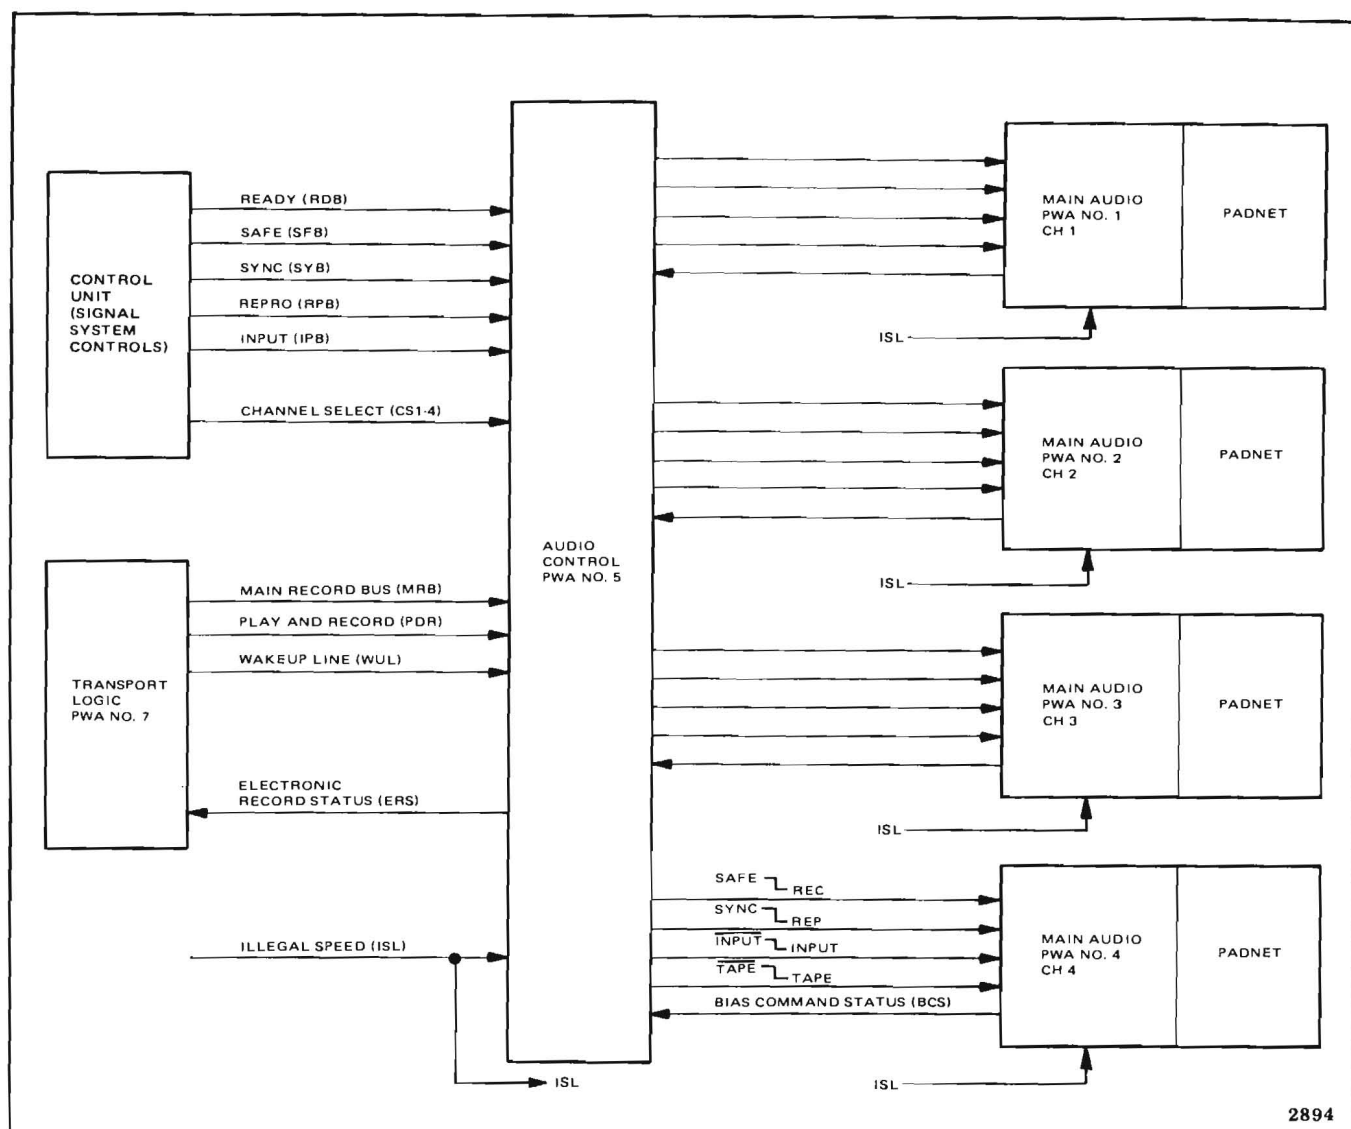 CONTROL
UNIT
(SIGNAL
SYSTEM
CONTROLS)
READY (RDB)
SAFE (SFB)
SYNC (SYB)
REPRO (RPB)
INPUT (IPB)
CHANNEL SELECT (CS1-4)
TRANSPORT
LOGIC
PWA NO. 7
MAIN RECORD BUS (MRB)
PLAY AND RECORD (PDR)
WAKEUP LINE (WUL)
ELECTRONIC
RECORD STATUS (ERS)
ILLEGAL SPEED (ISL)
ISL
AUDIO
CONTROL
PWA NO. 5
MAIN AUDIO
PWA NO. 1
CH 1
PADNET
ISL
MAIN AUDIO
PWA NO. 2
CH 2
PADNET
ISL
MAIN AUDIO
PWA NO. 3
CH 3
PADNET
ISL
SAFE REC
SYNC REP
INPUT INPUT
TAPE TAPE
BIAS COMMAND STATUS (BCS)
MAIN AUDIO
PWA NO. 4
CH 4
PADNET
ISL
2894